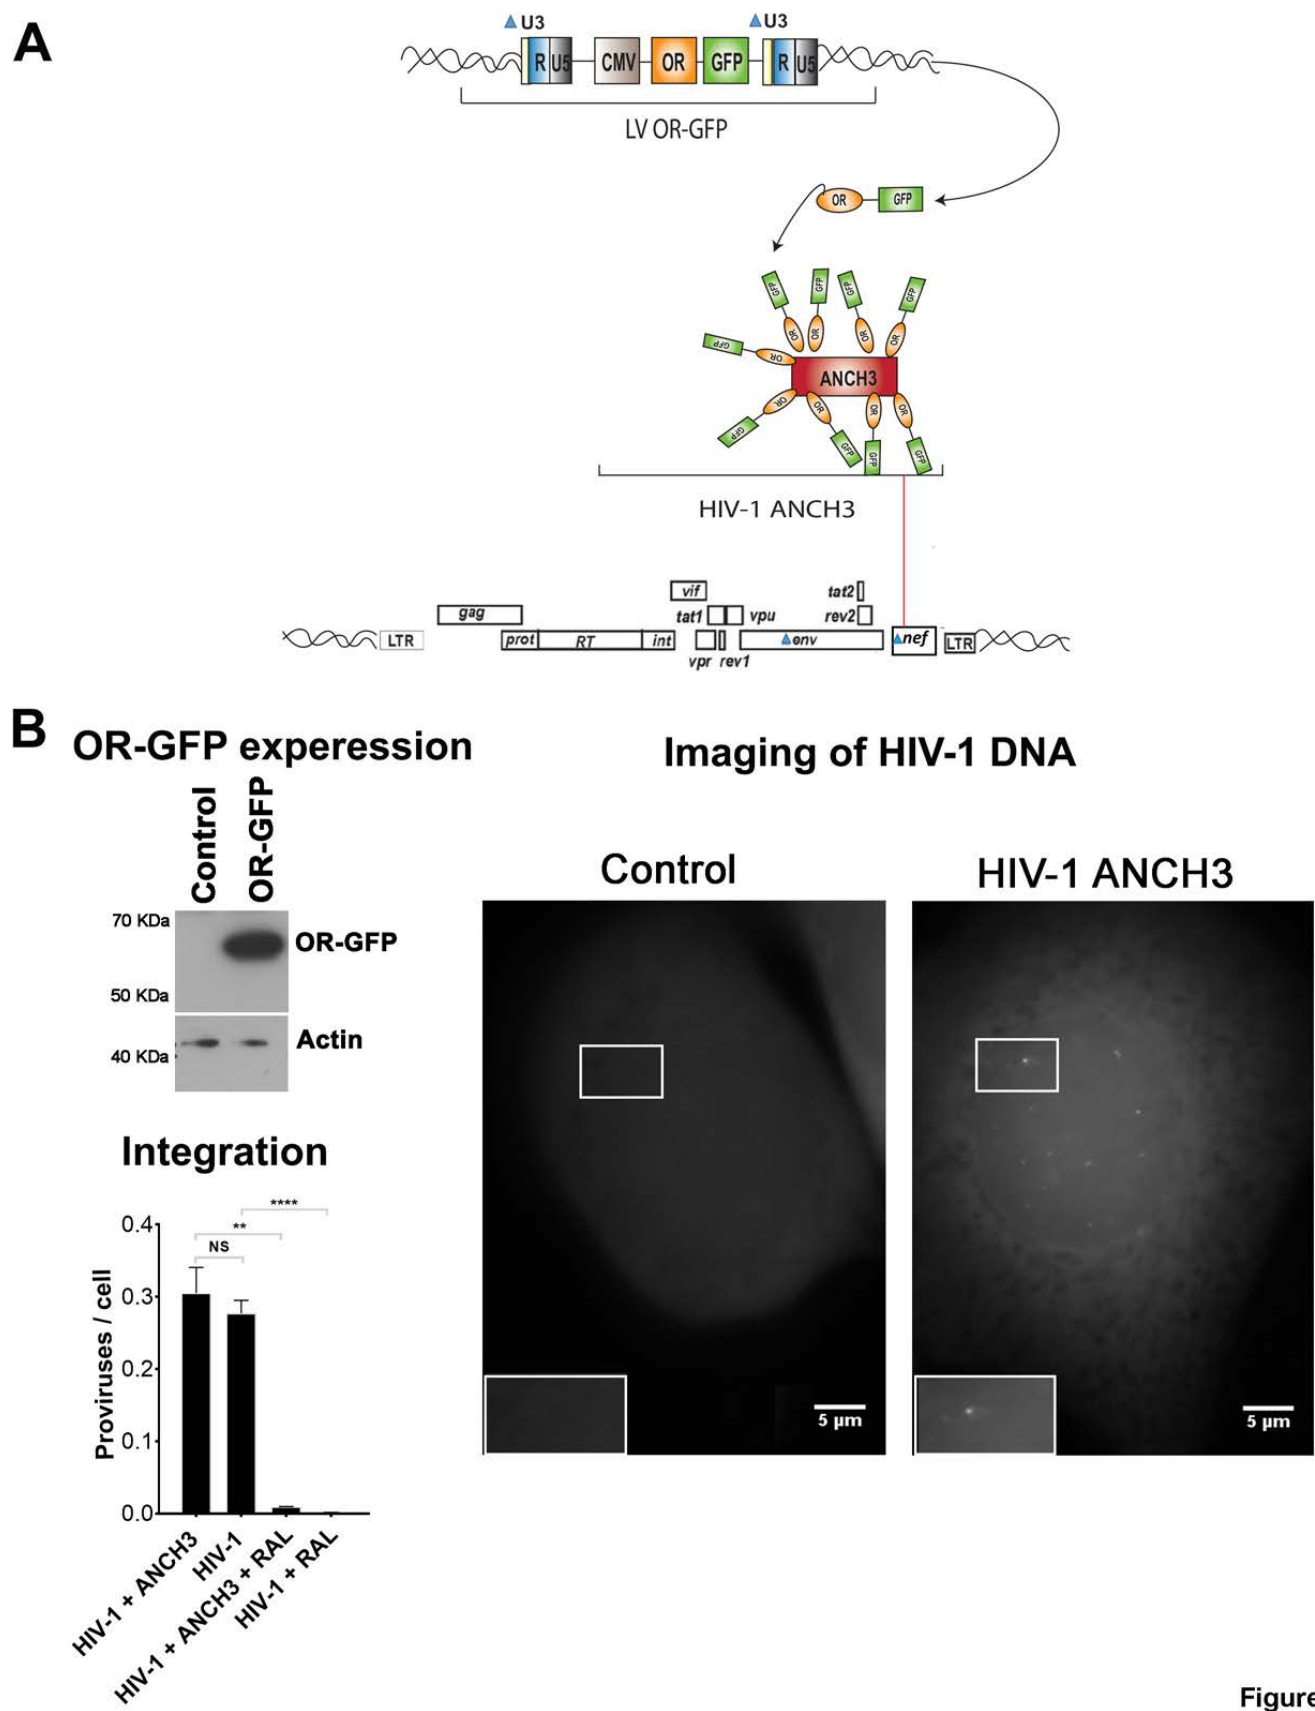 A
U3 U3
R U5 CMV OR GFP R U5
LV OR-GFP
OR GFP
GFP GFP GFP GFP
OR OR OR OR
GFP OR
ANCH3
OR OR OR OR
GFP GFP GFP GFP
HIV-1 ANCH3
vif tat2
gag tat1 vpu rev2
LTR prot RT int env nef LTR
vpr rev1
B
OR-GFP experession
Imaging of HIV-1 DNA
Control
OR-GFP
70 KDa
OR-GFP
50 KDa
Actin
40 KDa
Control
HIV-1 ANCH3
5 µm
5 µm
Integration
****
**
NS
Proviruses / cell
0.4
0.3
0.2
0.1
0.0
HIV-1 + ANCH3
HIV-1
HIV-1 + ANCH3 + RAL
HIV-1 + RAL
Figure